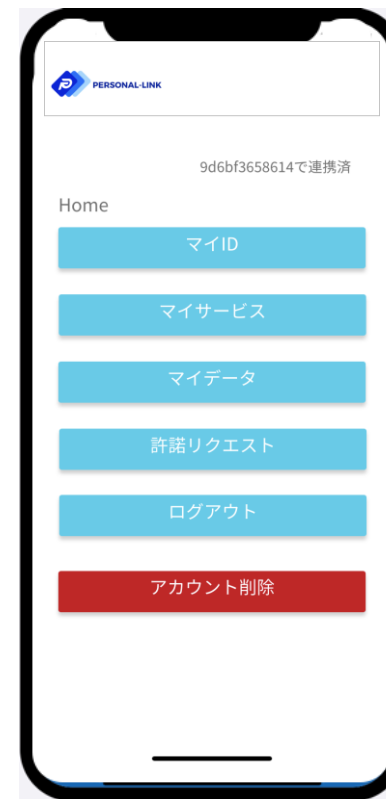 PERSONAL-LINK
9d6bf3658614で連携済
Home
マイID
マイサービス
マイデータ
許諾リクエスト
ログアウト
アカウント削除